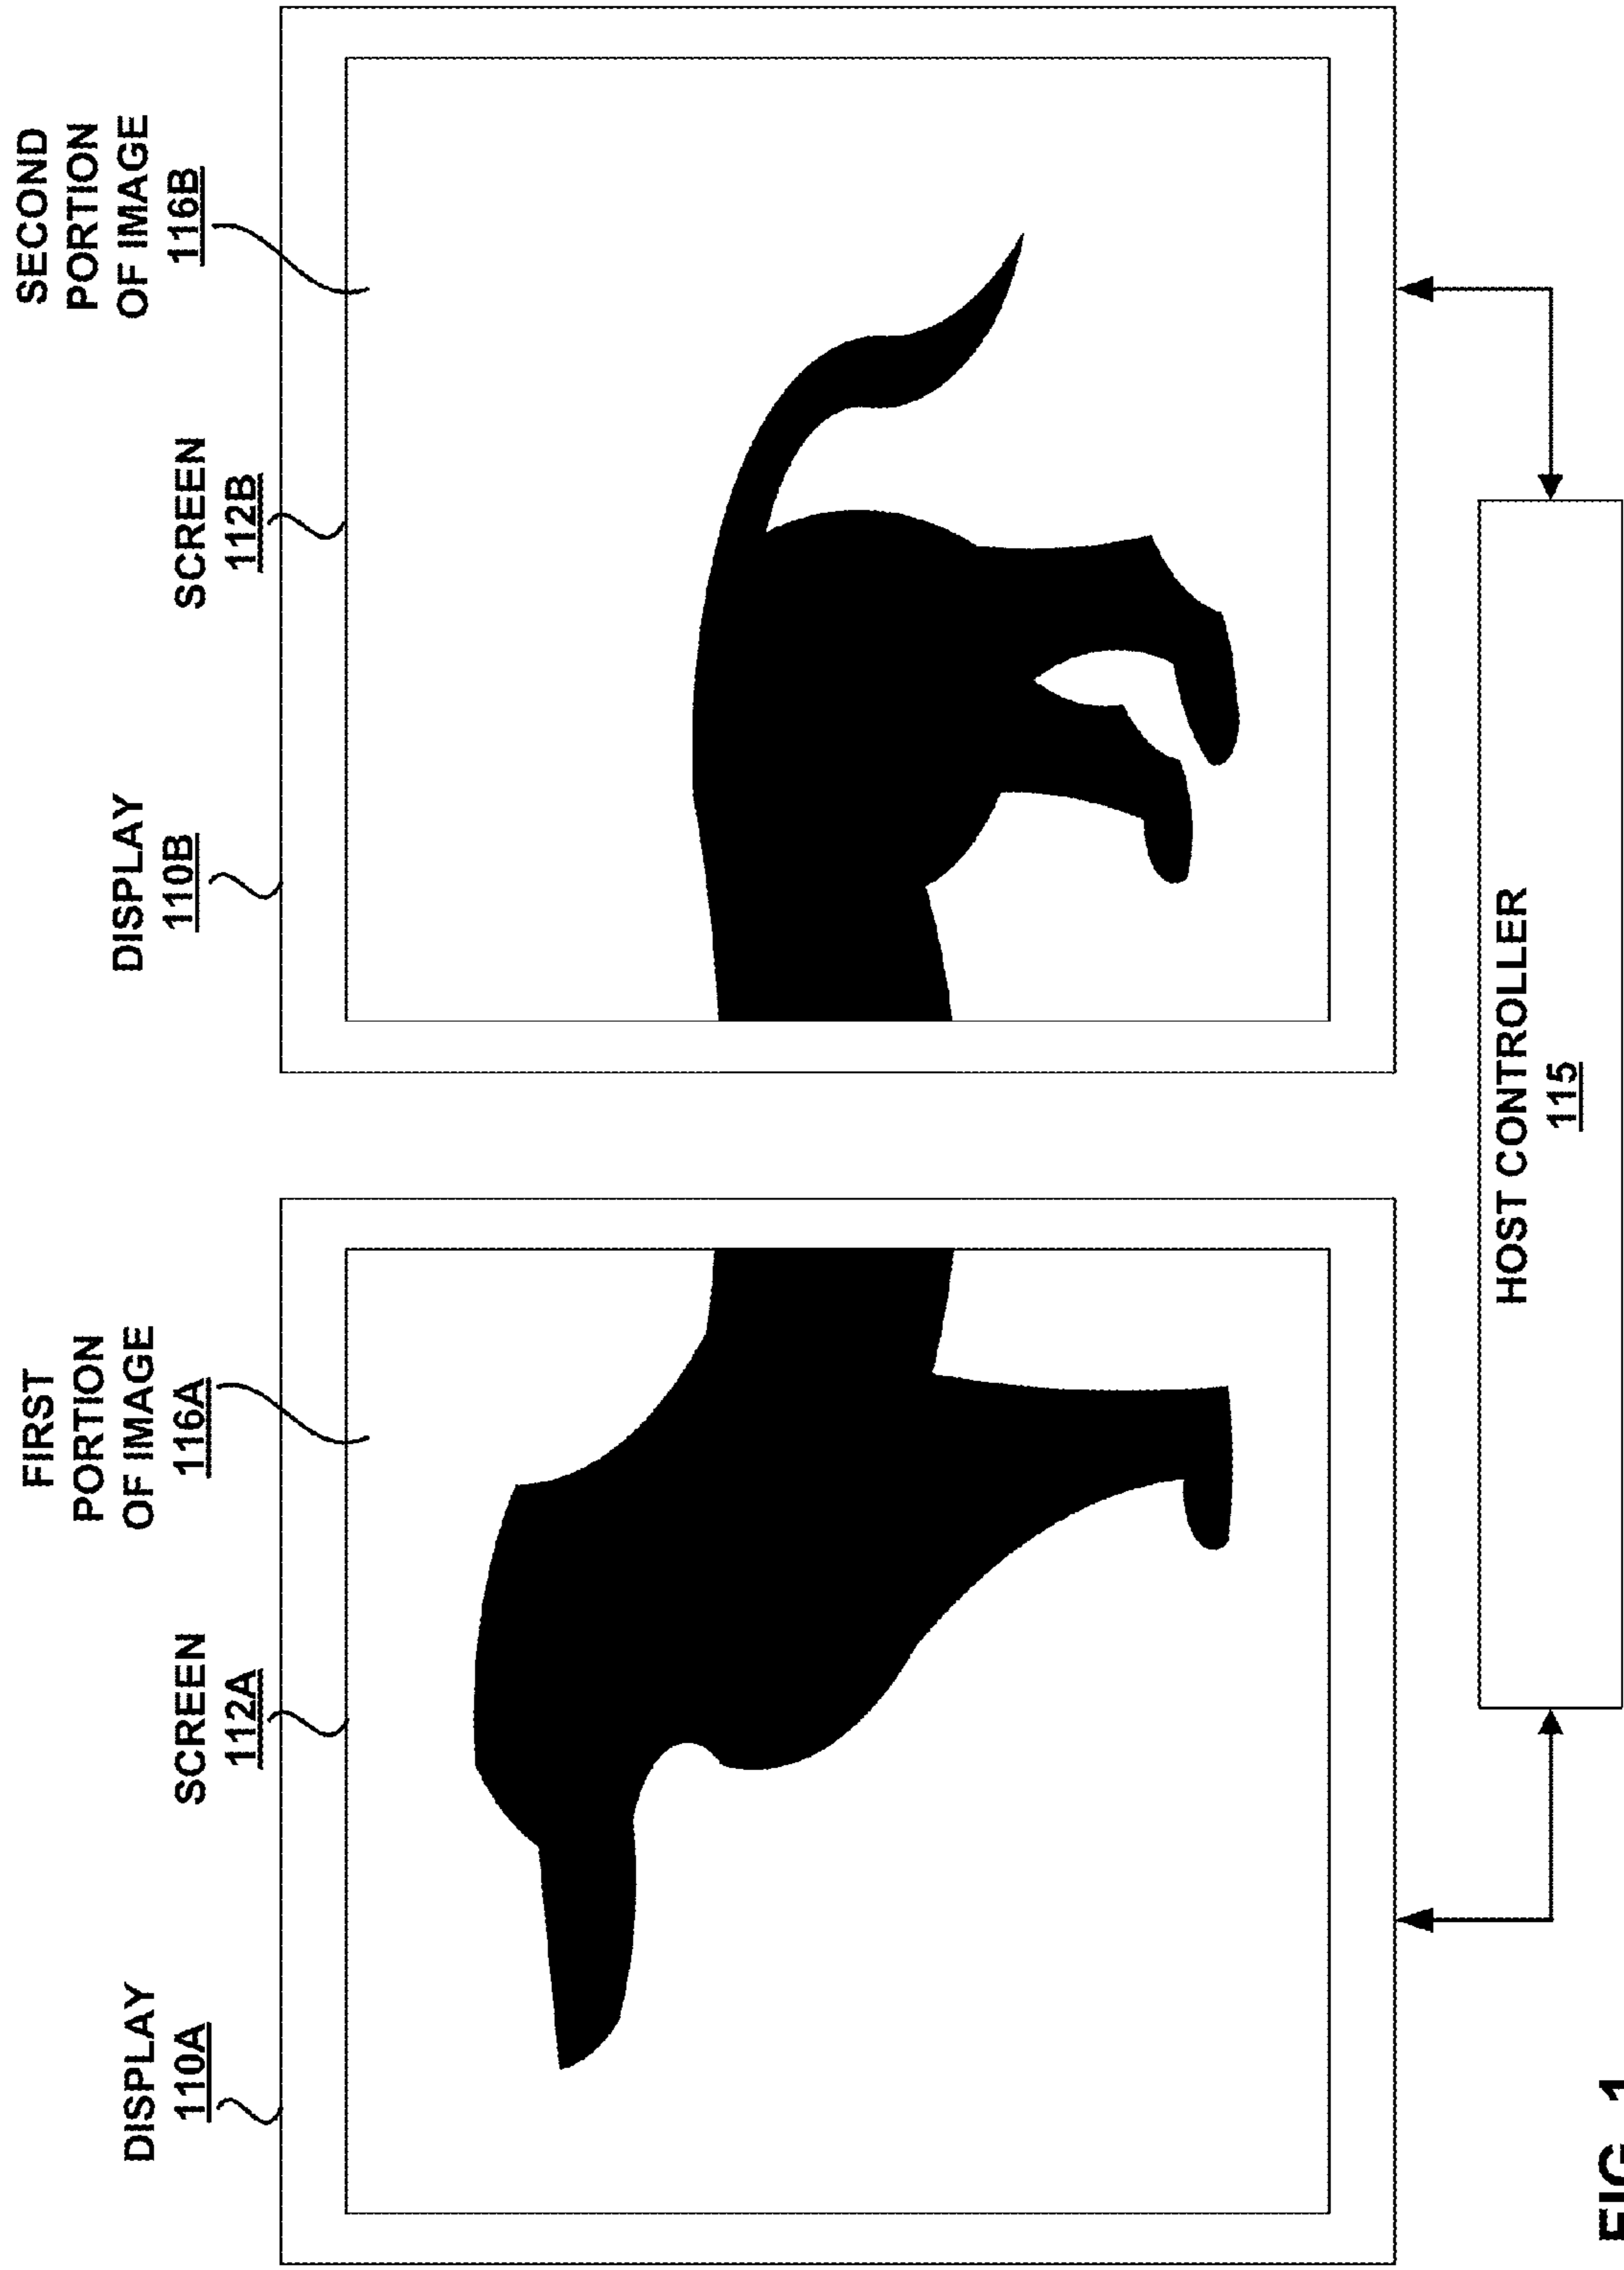 DISPLAY
110A
SCREEN
112A
FIRST
PORTION
OF IMAGE
116A
DISPLAY
110B
SCREEN
112B
SECOND
PORTION
OF IMAGE
116B
HOST CONTROLLER
115
FIG. 1